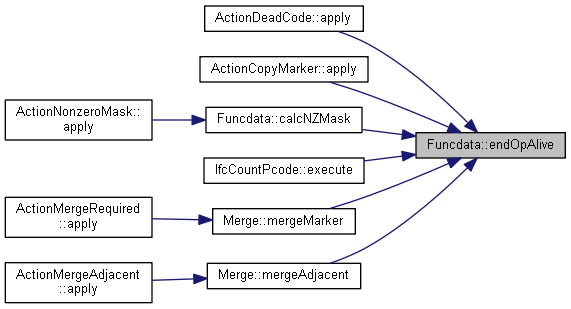 ActionDeadCode::apply
ActionCopyMarker::apply
ActionNonzeroMask::
apply
Funcdata::calcNZMask
Funcdata::endOpAlive
IfcCountPcode::execute
ActionMergeRequired
::apply
Merge::mergeMarker
ActionMergeAdjacent
::apply
Merge::mergeAdjacent